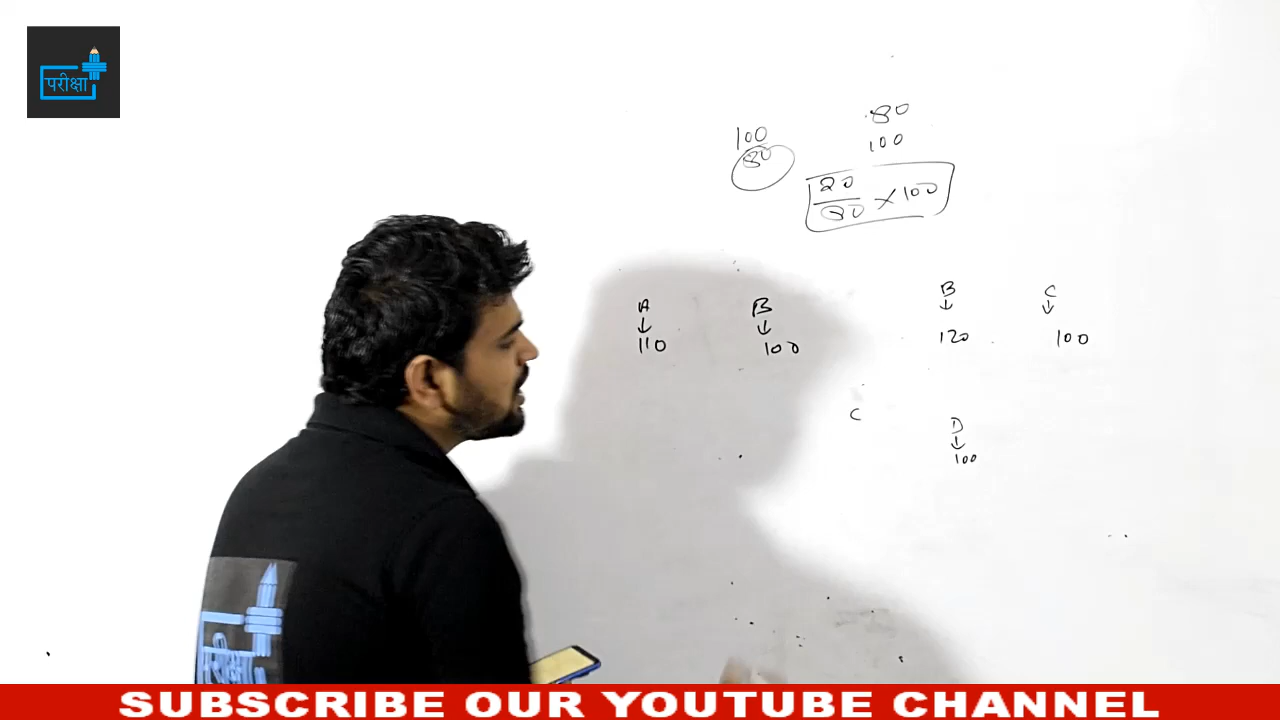 परीक्षा
80
100
100
80
20
80 × 100
A B
110 100
B C
120 100
C D
100
SUBSCRIBE OUR YOUTUBE CHANNEL